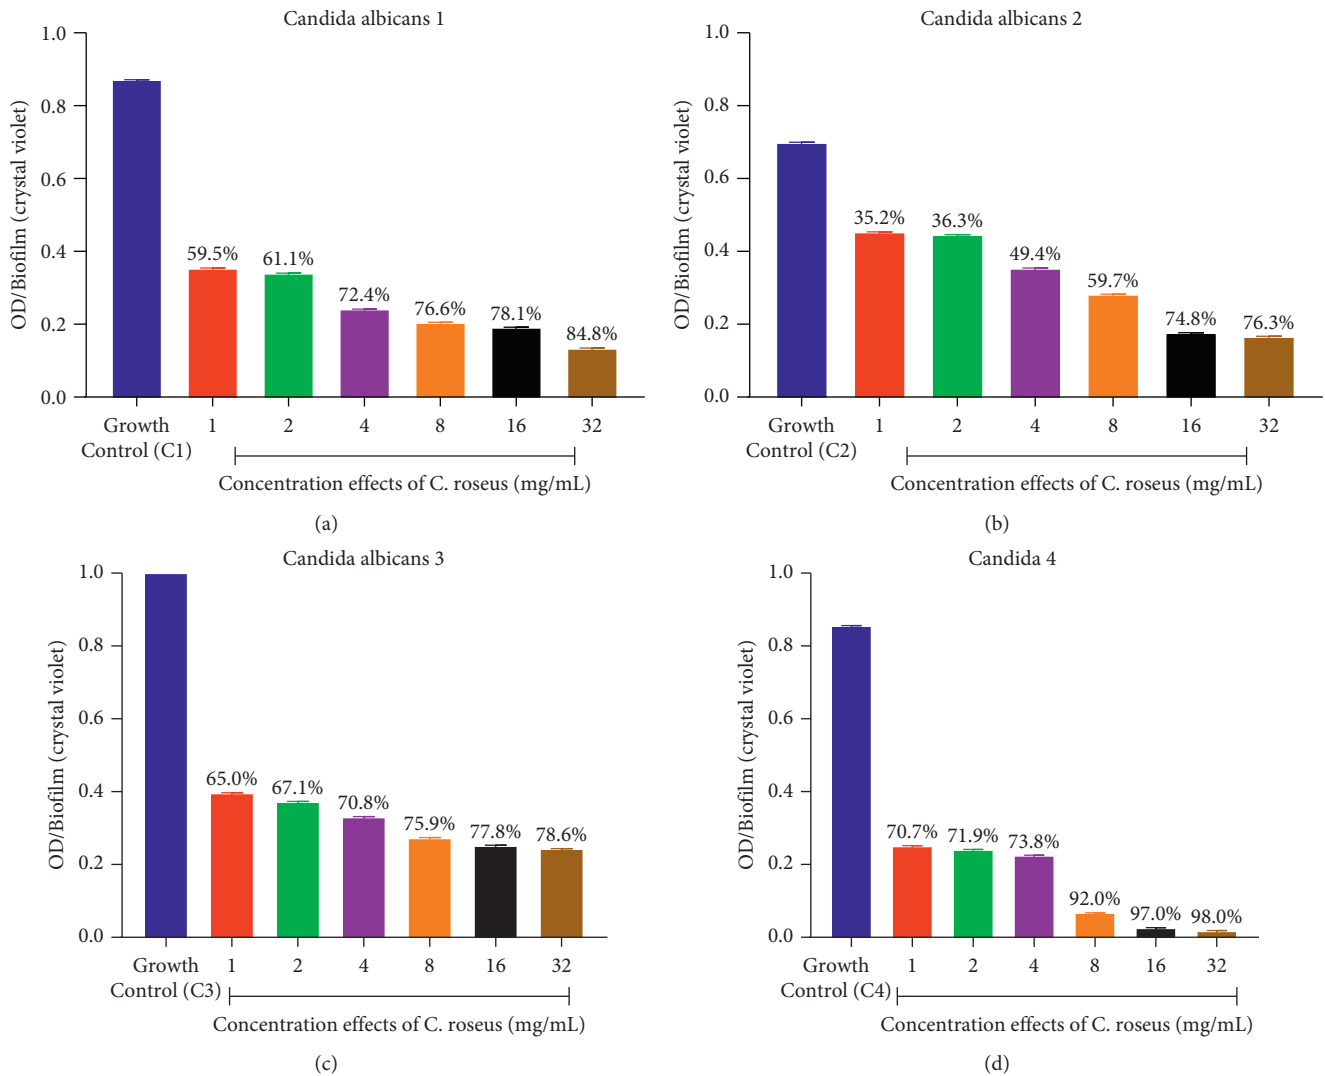 Candida albicans 1
OD/Biofilm (crystal violet)
1.0
0.8
0.6
0.4
0.2
0.0
59.5%
61.1%
72.4%
76.6%
78.1%
84.8%
Growth Control (C1)
1 2 4 8 16 32
Concentration effects of C. roseus (mg/mL)
(a)
Candida albicans 2
OD/Biofilm (crystal violet)
1.0
0.8
0.6
0.4
0.2
0.0
35.2%
36.3%
49.4%
59.7%
74.8%
76.3%
Growth Control (C2)
1 2 4 8 16 32
Concentration effects of C. roseus (mg/mL)
(b)
Candida albicans 3
OD/Biofilm (crystal violet)
1.0
0.8
0.6
0.4
0.2
0.0
65.0%
67.1%
70.8%
75.9%
77.8%
78.6%
Growth Control (C3)
1 2 4 8 16 32
Concentration effects of C. roseus (mg/mL)
(c)
Candida 4
OD/Biofilm (crystal violet)
1.0
0.8
0.6
0.4
0.2
0.0
70.7%
71.9%
73.8%
92.0%
97.0%
98.0%
Growth Control (C4)
1 2 4 8 16 32
Concentration effects of C. roseus (mg/mL)
(d)